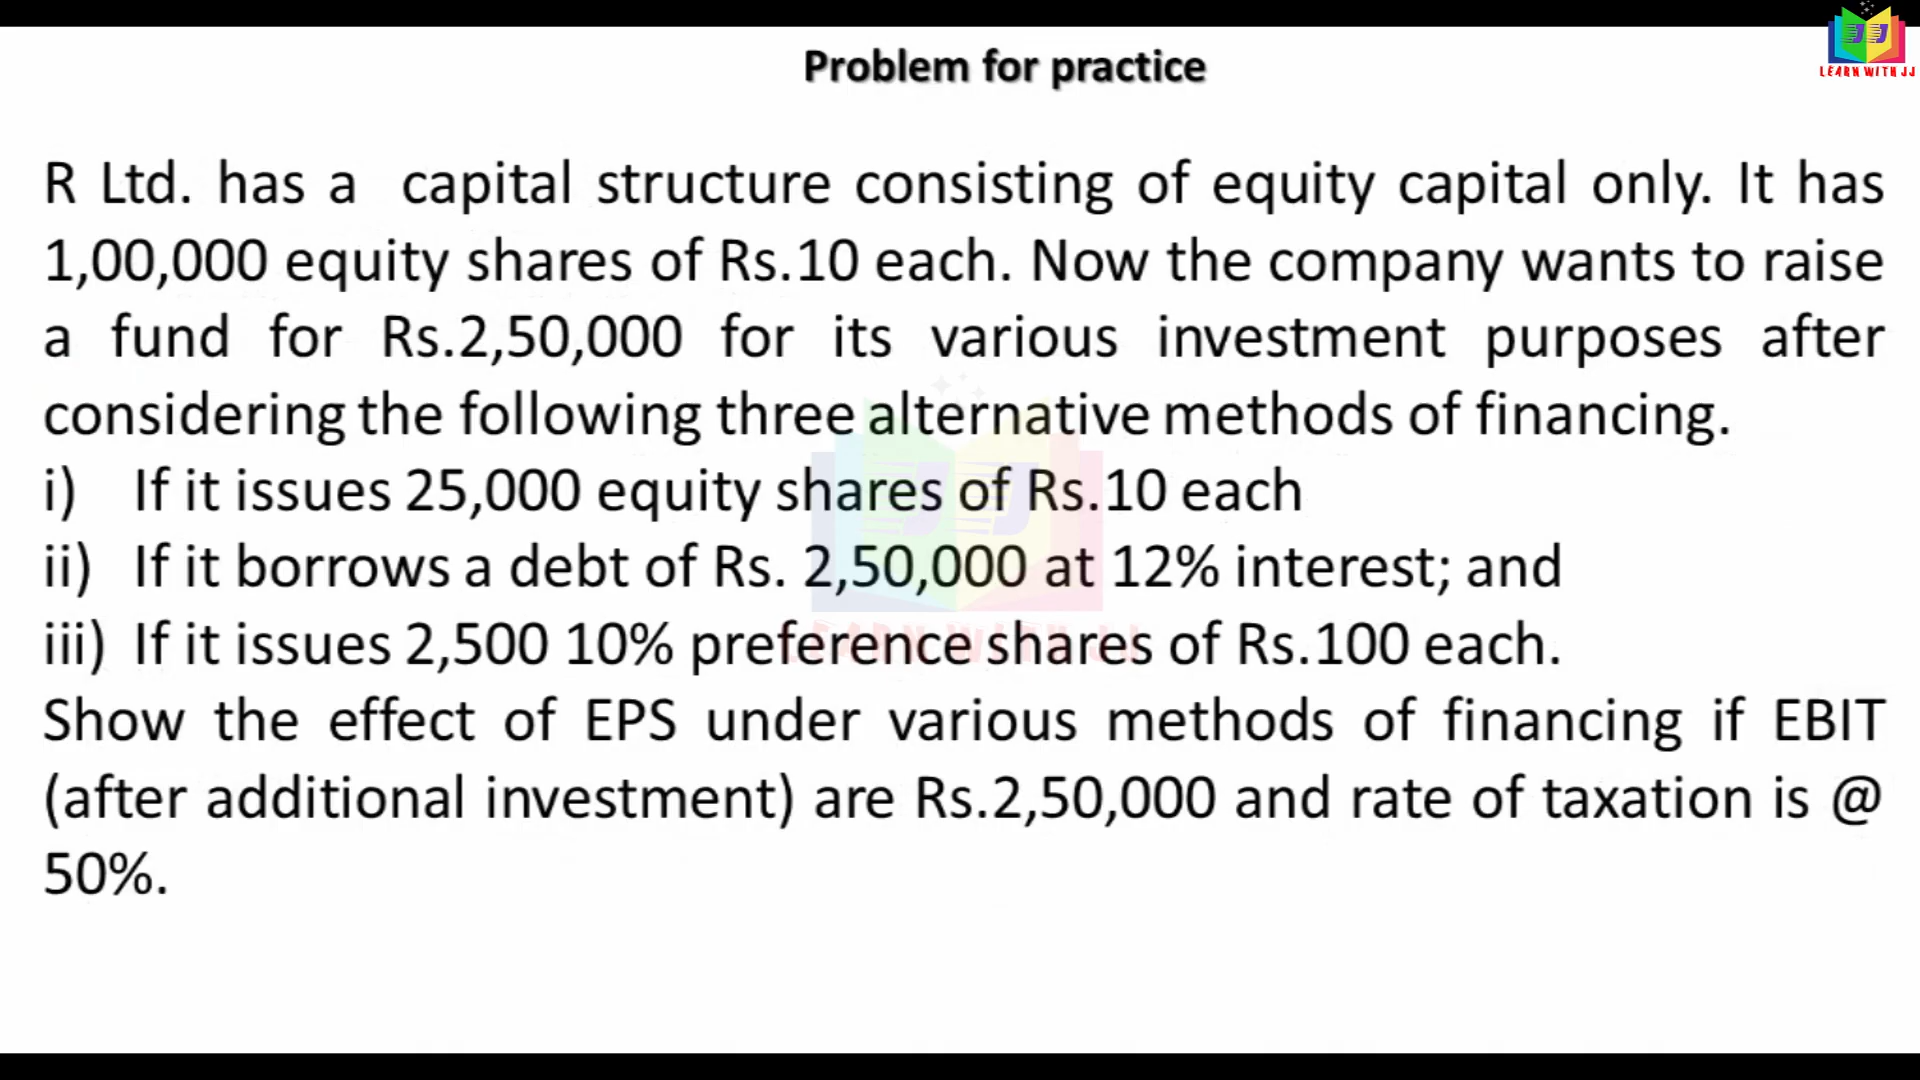 Problem for practice
LEARN WITH JJ
R Ltd. has a capital structure consisting of equity capital only. It has
1,00,000 equity shares of Rs.10 each. Now the company wants to raise
a fund for Rs.2,50,000 for its various investment purposes after
considering the following three alternative methods of financing.
i) If it issues 25,000 equity shares of Rs.10 each
ii) If it borrows a debt of Rs. 2,50,000 at 12% interest; and
iii) If it issues 2,500 10% preference shares of Rs.100 each.
LEARN WITH JJ
Show the effect of EPS under various methods of financing if EBIT
(after additional investment) are Rs.2,50,000 and rate of taxation is @
50%.